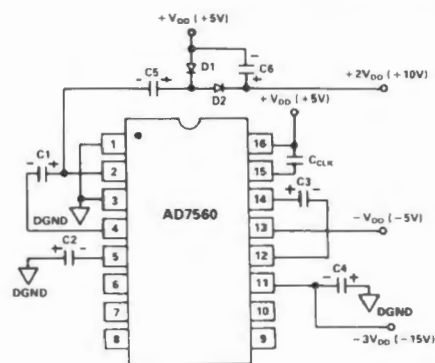 +VDD (+5V)
- C6
D1
+
C5
- +
D2
+2VDD (+10V)
+VDD (+5V)
C1
- +
1
2
3
4
5
6
7
8
16
15
14
13
12
11
10
9
CCLK
C3
+ -
AD7560
DGND
-VDD (-5V)
C2
+ -
DGND
C4
- +
DGND
-3VDD (-15V)